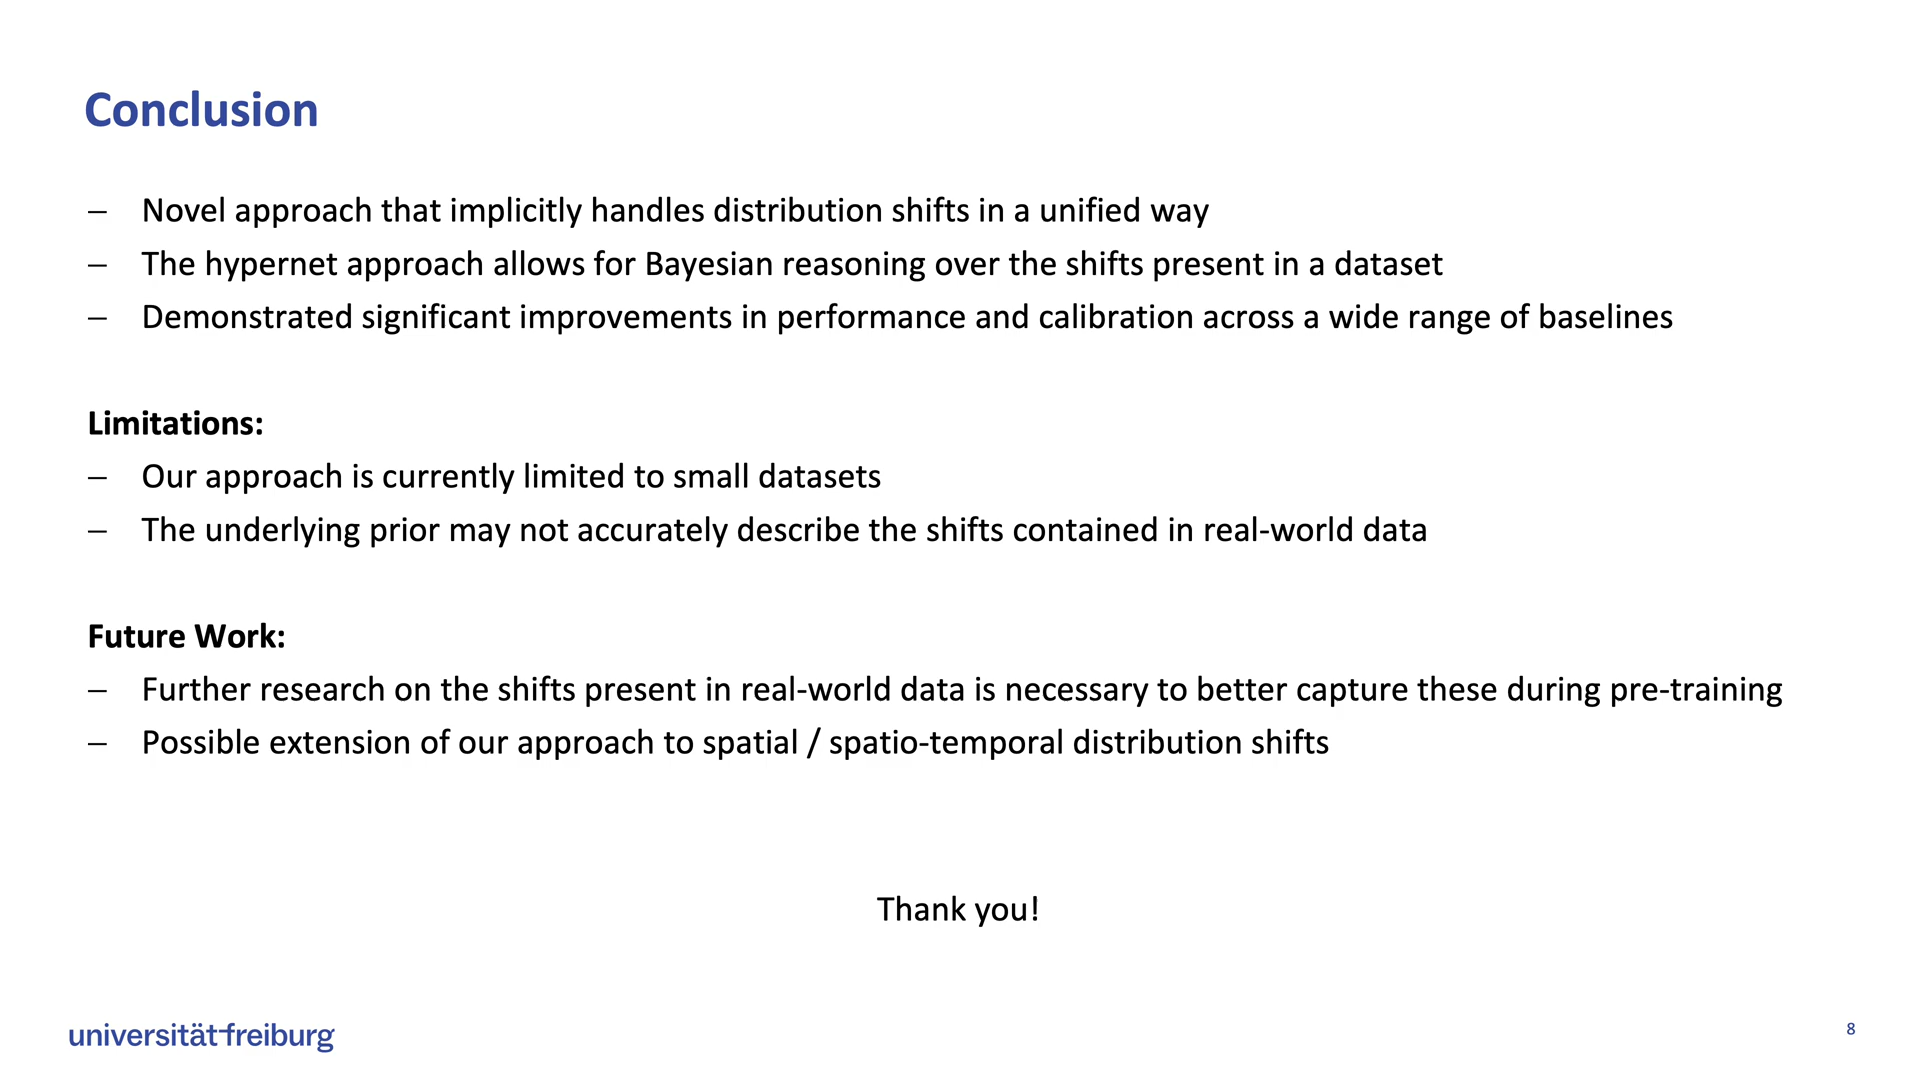 Conclusion
– Novel approach that implicitly handles distribution shifts in a unified way
– The hypernet approach allows for Bayesian reasoning over the shifts present in a dataset
– Demonstrated significant improvements in performance and calibration across a wide range of baselines
Limitations:
– Our approach is currently limited to small datasets
– The underlying prior may not accurately describe the shifts contained in real-world data
Future Work:
– Further research on the shifts present in real-world data is necessary to better capture these during pre-training
– Possible extension of our approach to spatial / spatio-temporal distribution shifts
Thank you!
universität freiburg
8